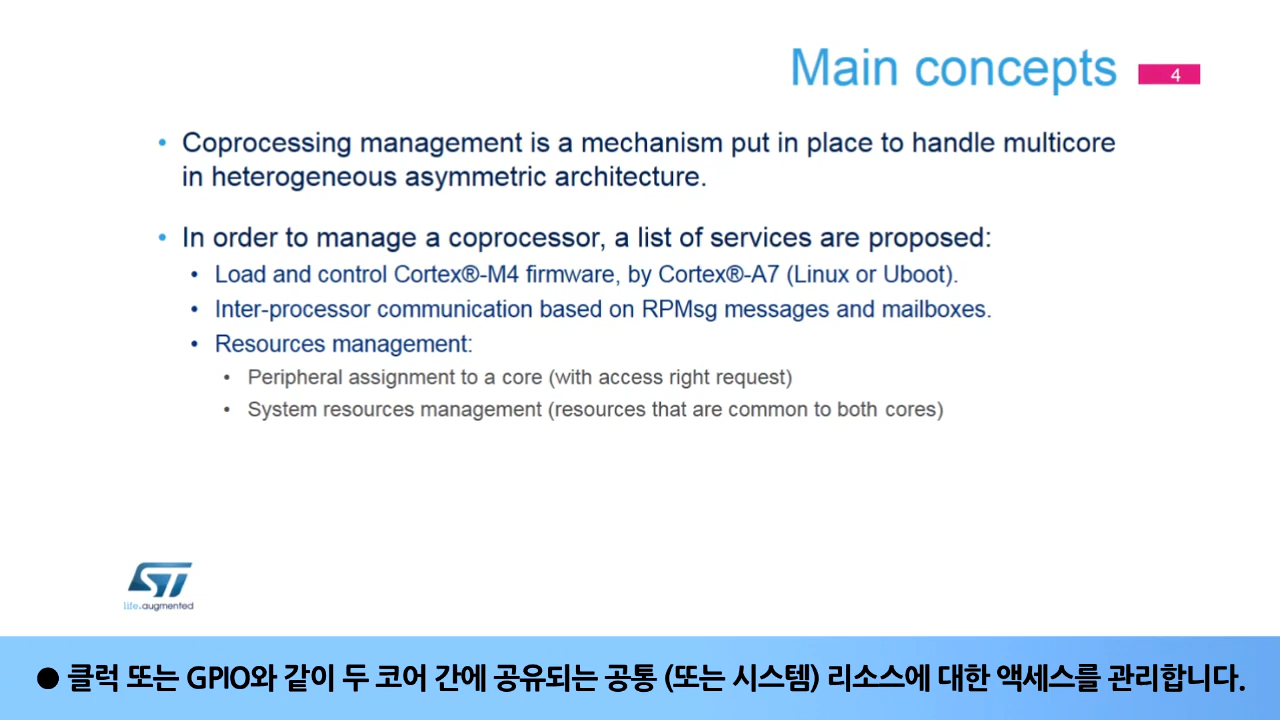 Main concepts
4
• Coprocessing management is a mechanism put in place to handle multicore
in heterogeneous asymmetric architecture.
• In order to manage a coprocessor, a list of services are proposed:
• Load and control Cortex®-M4 firmware, by Cortex®-A7 (Linux or Uboot).
• Inter-processor communication based on RPMsg messages and mailboxes.
• Resources management:
• Peripheral assignment to a core (with access right request)
• System resources management (resources that are common to both cores)
ST
life.augmented
● 클럭 또는 GPIO와 같이 두 코어 간에 공유되는 공통 (또는 시스템) 리소스에 대한 액세스를 관리합니다.